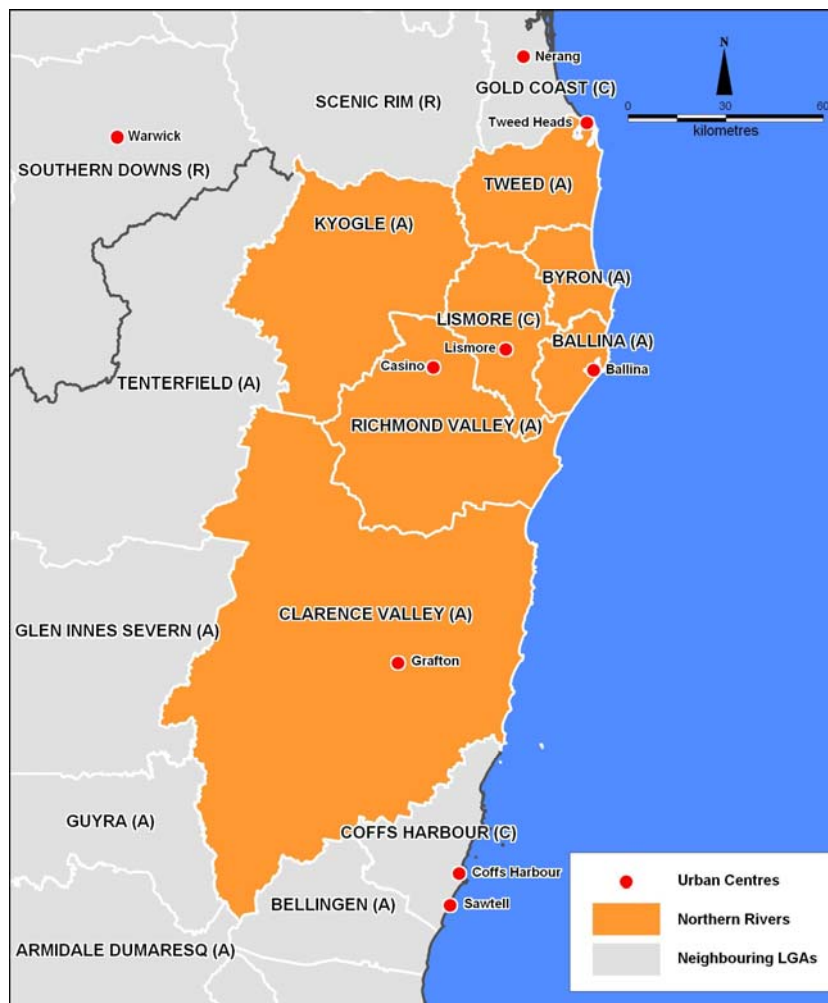 Nerang
N
GOLD COAST (C)
SCENIC RIM (R)
0 30 60
kilometres
Tweed Heads
Warwick
SOUTHERN DOWNS (R)
TWEED (A)
KYOGLE (A)
BYRON (A)
LISMORE (C)
BALLINA (A)
Lismore
Casino
Ballina
TENTERFIELD (A)
RICHMOND VALLEY (A)
CLARENCE VALLEY (A)
GLEN INNES SEVERN (A)
Grafton
GUYRA (A)
COFFS HARBOUR (C)
Coffs Harbour
BELLINGEN (A)
Sawtell
ARMIDALE DUMARESQ (A)
Urban Centres
Northern Rivers
Neighbouring LGAs